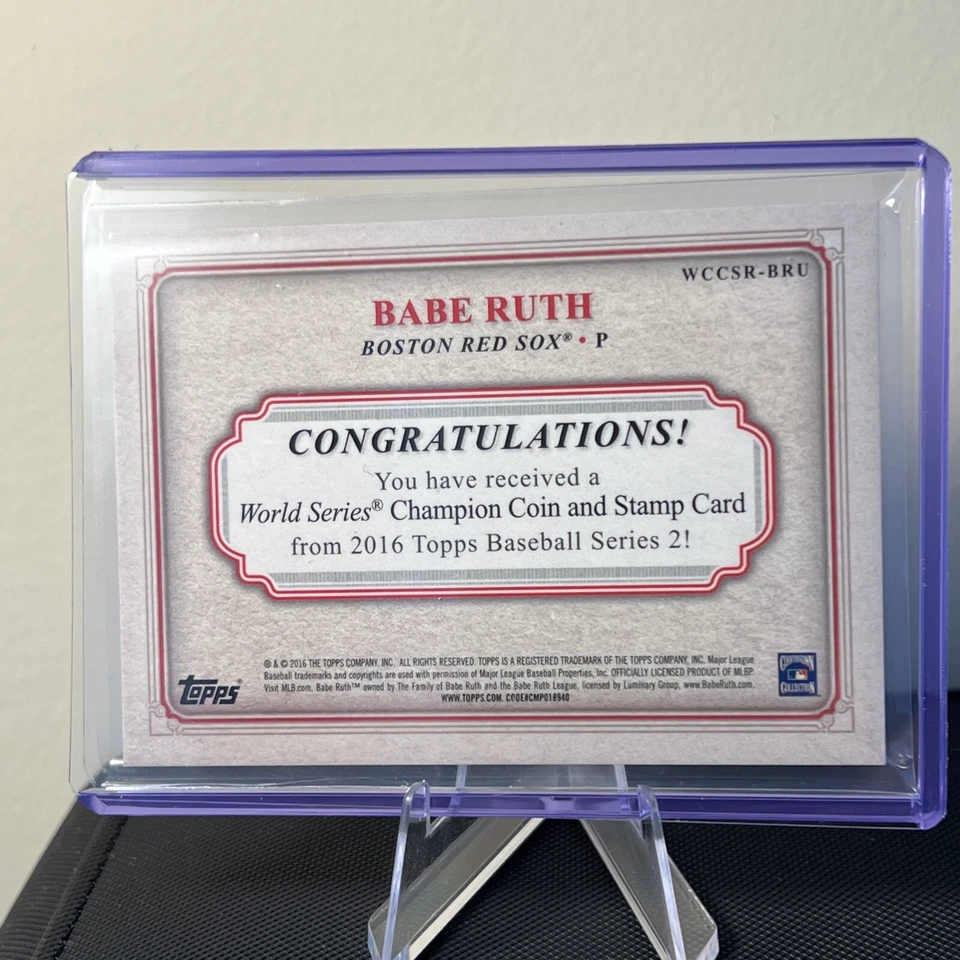 WCCSR-BRU
BABE RUTH
BOSTON RED SOX® • P
CONGRATULATIONS!
You have received a
World Series® Champion Coin and Stamp Card
from 2016 Topps Baseball Series 2!
® & © 2016 THE TOPPS COMPANY, INC. ALL RIGHTS RESERVED. TOPPS IS A REGISTERED TRADEMARK OF THE TOPPS COMPANY, INC. Major League
Baseball trademarks and copyrights are used with permission of Major League Baseball Properties, Inc. OFFICIALLY LICENSED PRODUCT OF MLBP.
Visit MLB.com. Babe Ruth™ owned by The Family of Babe Ruth and the Babe Ruth League, licensed by Luminary Group, www.BabeRuth.com.
WWW.TOPPS.COM. CODE#CMP018940
TOPPS®
COOPERSTOWN
COLLECTION